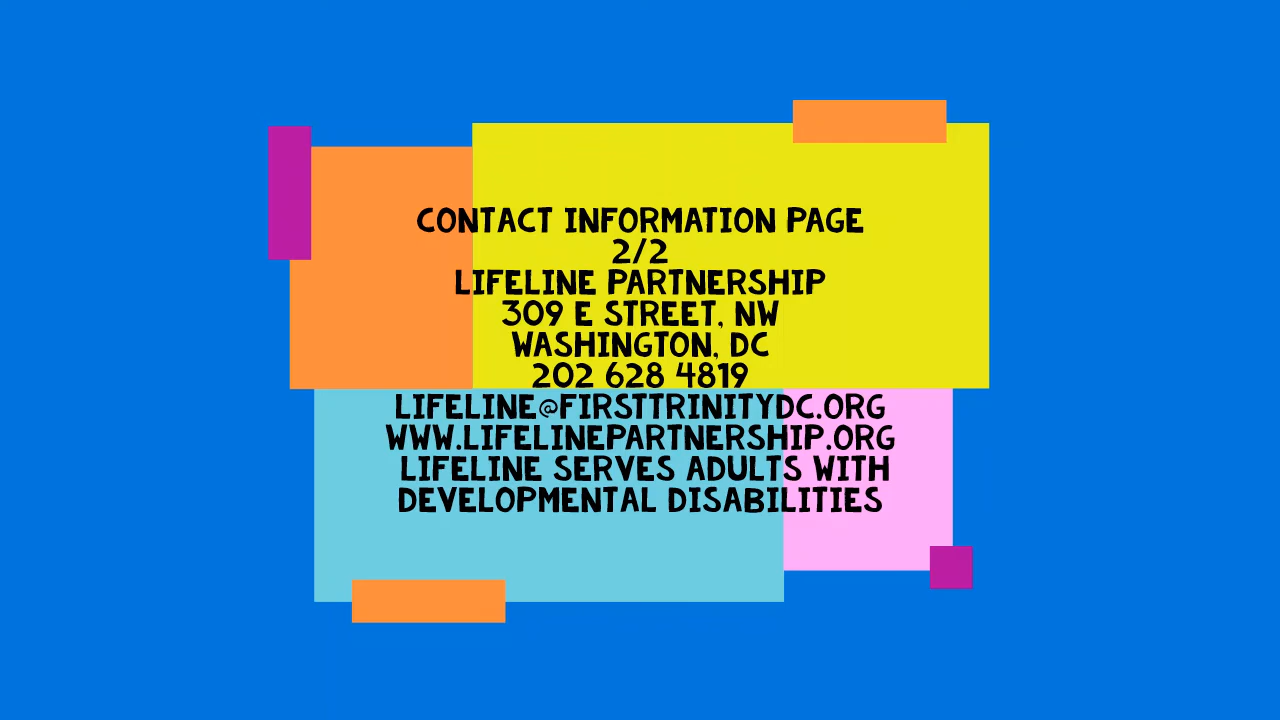 CONTACT INFORMATION PAGE
2/2
LIFELINE PARTNERSHIP
309 E STREET, NW
WASHINGTON, DC
202 628 4819
LIFELINE@FIRSTTRINITYDC.ORG
WWW.LIFELINEPARTNERSHIP.ORG
LIFELINE SERVES ADULTS WITH
DEVELOPMENTAL DISABILITIES